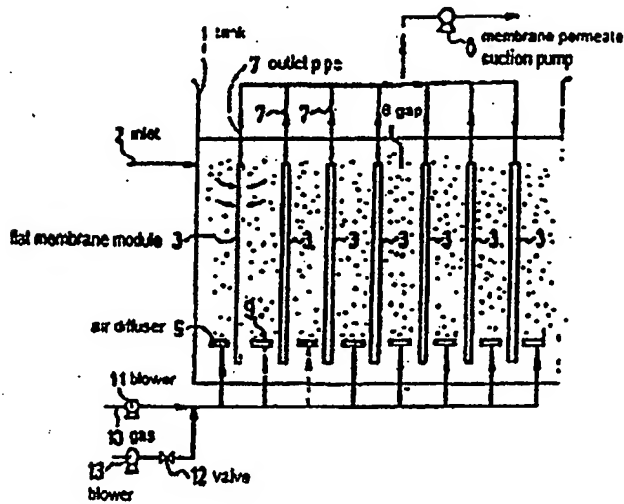 1 tank
membrane permeate
8 suction pump
7 outlet pipe
7 7 6 gap
2 inlet
flat membrane module 3 3 3 3 3 3 3
air diffuser 5
11 blower
10 gas
13
blower
12 valve